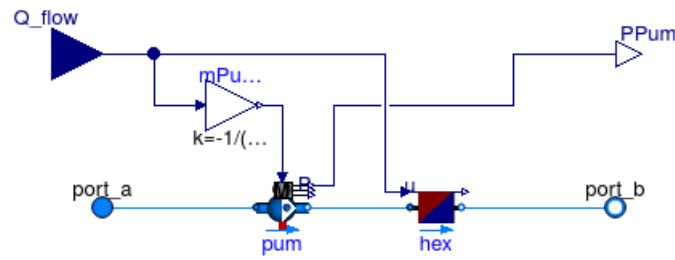 Q_flow
PPum
mPu...
k=-1/(...
P
M
u
port_a
port_b
pum
hex